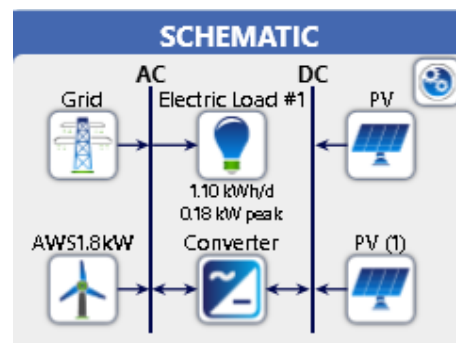 SCHEMATIC
AC DC
Grid Electric Load #1 PV
1.10 kWh/d
0.18 kW peak
AWS1.8kW Converter PV (1)